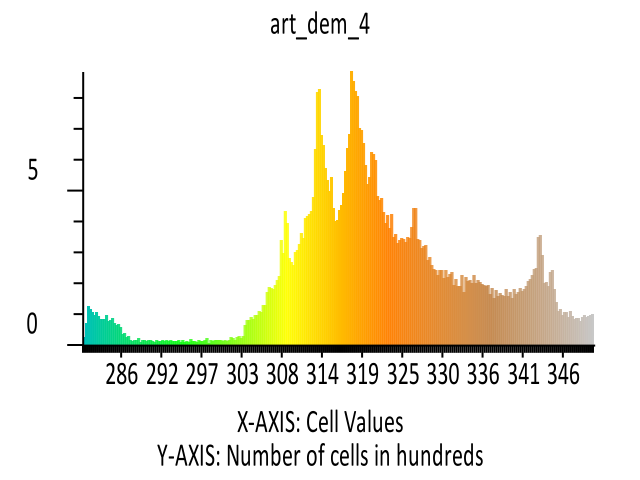 art_dem_4
5
0
286 292 297 303 308 314 319 325 330 336 341 346
X-AXIS: Cell Values
Y-AXIS: Number of cells in hundreds